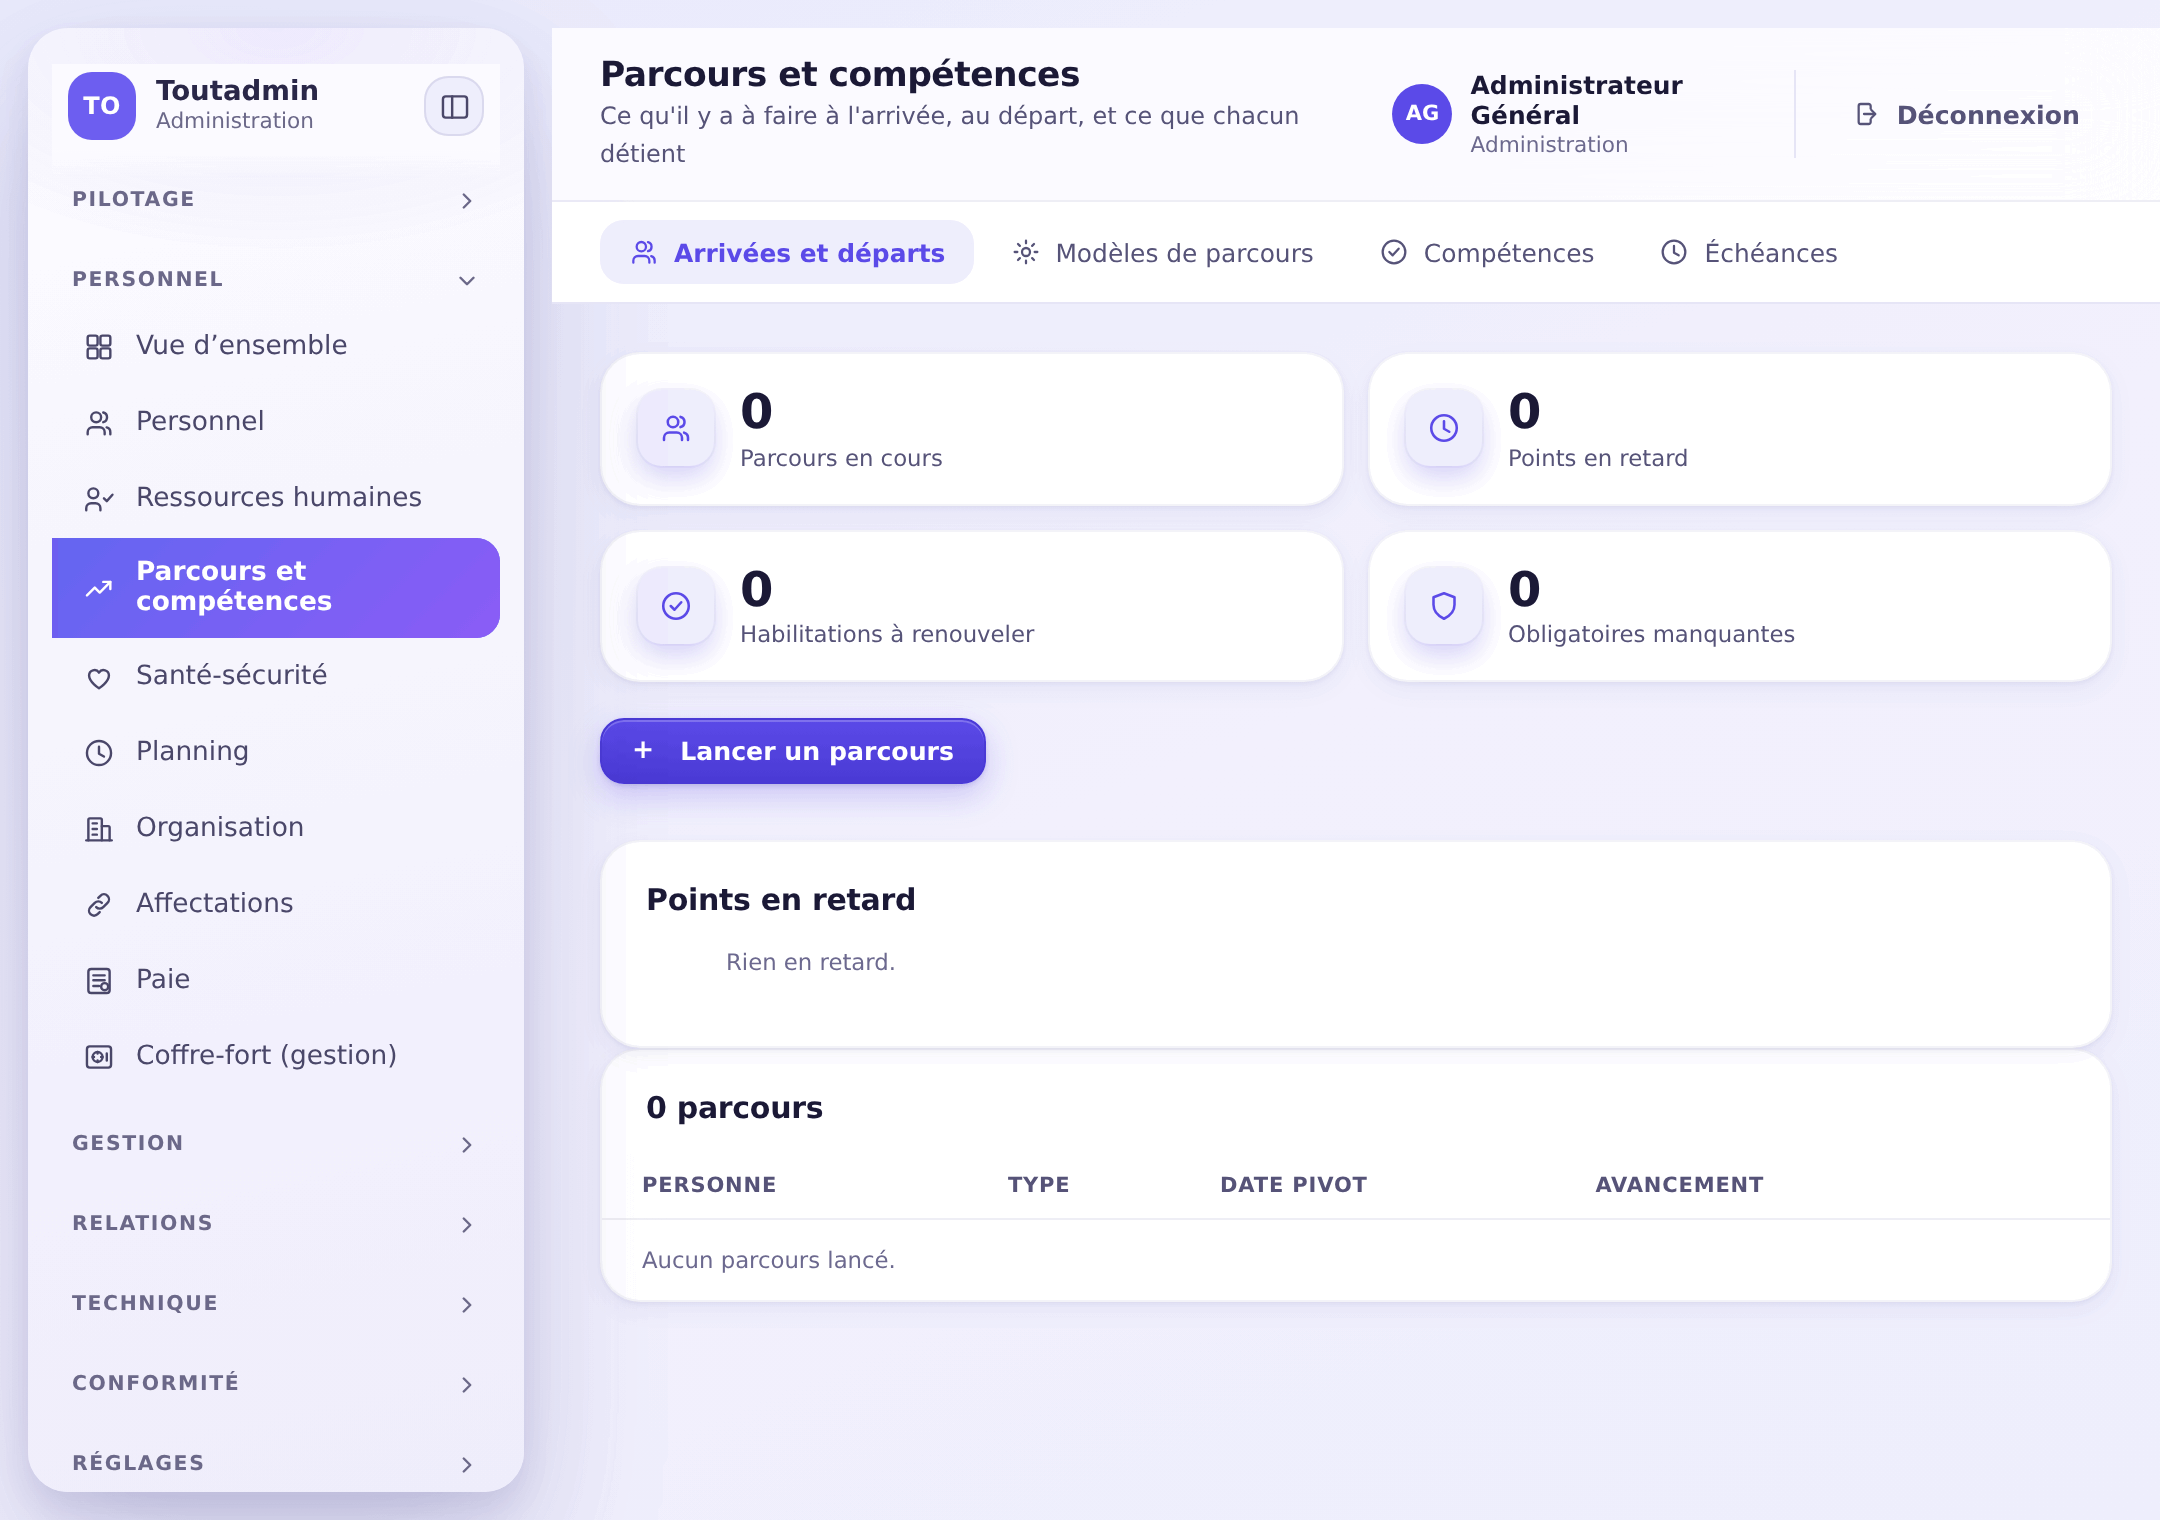 TO
Toutadmin
Administration
PILOTAGE
PERSONNEL
Vue d’ensemble
Personnel
Ressources humaines
Parcours et
compétences
Santé-sécurité
Planning
Organisation
Affectations
Paie
Coffre-fort (gestion)
GESTION
RELATIONS
TECHNIQUE
CONFORMITÉ
RÉGLAGES
Parcours et compétences
Ce qu'il y a à faire à l'arrivée, au départ, et ce que chacun
détient
AG
Administrateur
Général
Administration
Déconnexion
Arrivées et départs
Modèles de parcours
Compétences
Échéances
0
Parcours en cours
0
Points en retard
0
Habilitations à renouveler
0
Obligatoires manquantes
+ Lancer un parcours
Points en retard
Rien en retard.
0 parcours
PERSONNE TYPE DATE PIVOT AVANCEMENT
Aucun parcours lancé.